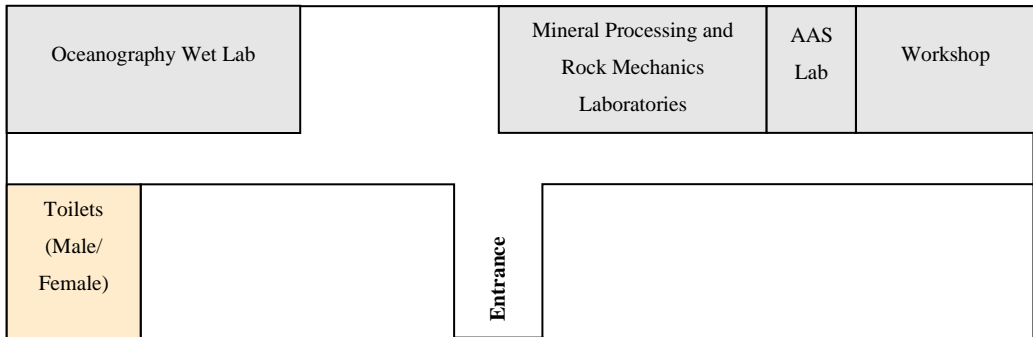 Oceanography Wet Lab
Mineral Processing and
Rock Mechanics
Laboratories
AAS
Lab
Workshop
Toilets
(Male/
Female)
Entrance